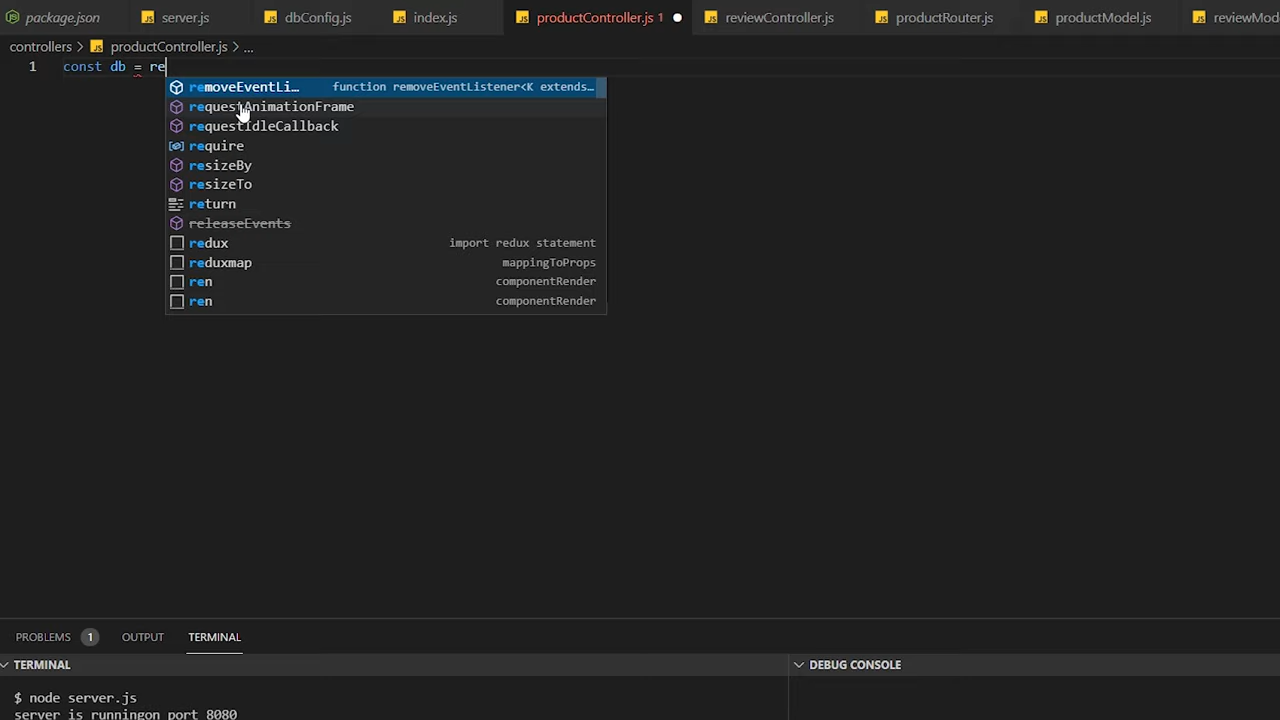 package.json
server.js
dbConfig.js
index.js
productController.js 1
reviewController.js
productRouter.js
productModel.js
reviewMod
controllers > productController.js > ...
1 const db = re
removeEventLi… function removeEventListener<K extends…
requestAnimationFrame
requestIdleCallback
require
resizeBy
resizeTo
return
releaseEvents
redux import redux statement
reduxmap mappingToProps
ren componentRender
ren componentRender
PROBLEMS 1 OUTPUT TERMINAL
TERMINAL
DEBUG CONSOLE
$ node server.js
server is runningon port 8080